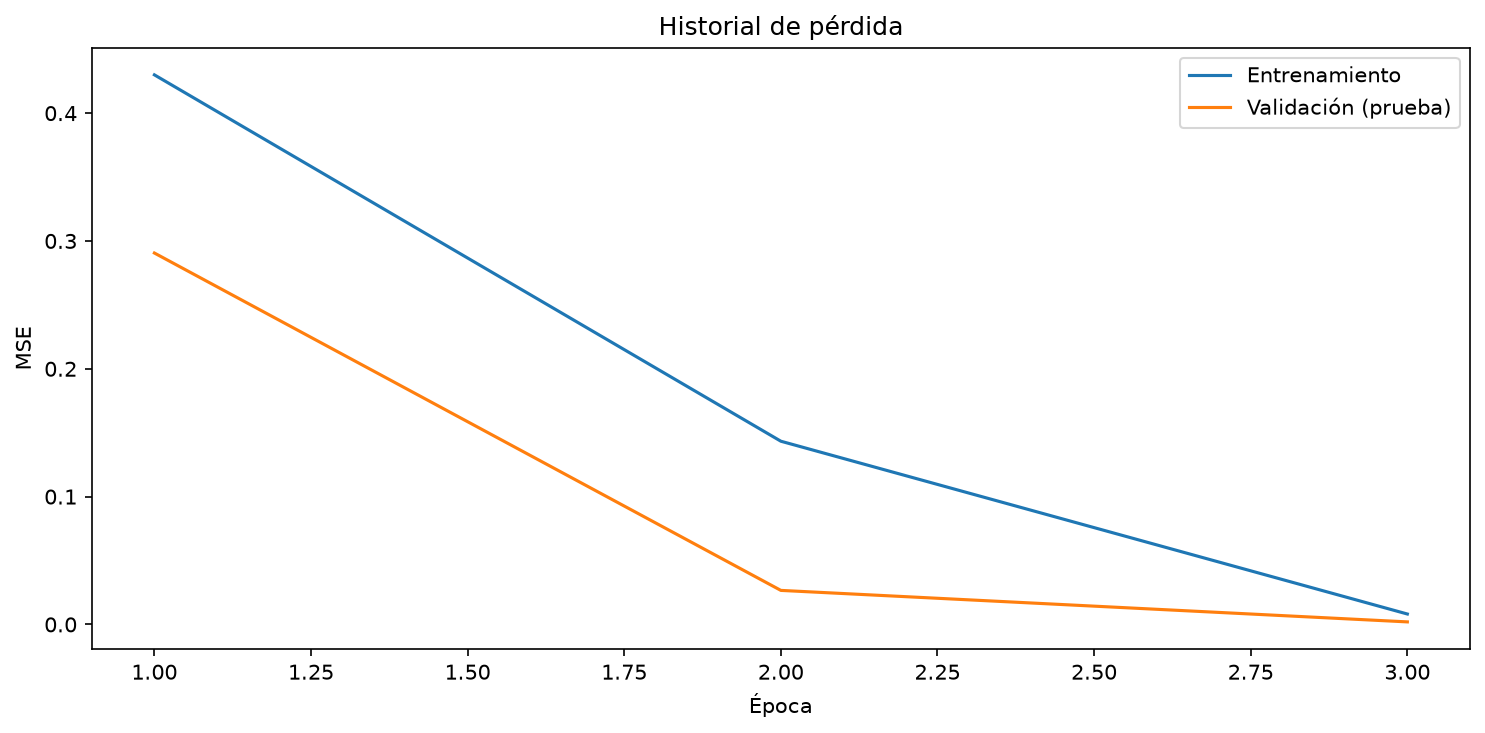 Historial de pérdida
Entrenamiento
Validación (prueba)
MSE
0.4
0.3
0.2
0.1
0.0
1.00 1.25 1.50 1.75 2.00 2.25 2.50 2.75 3.00
Época